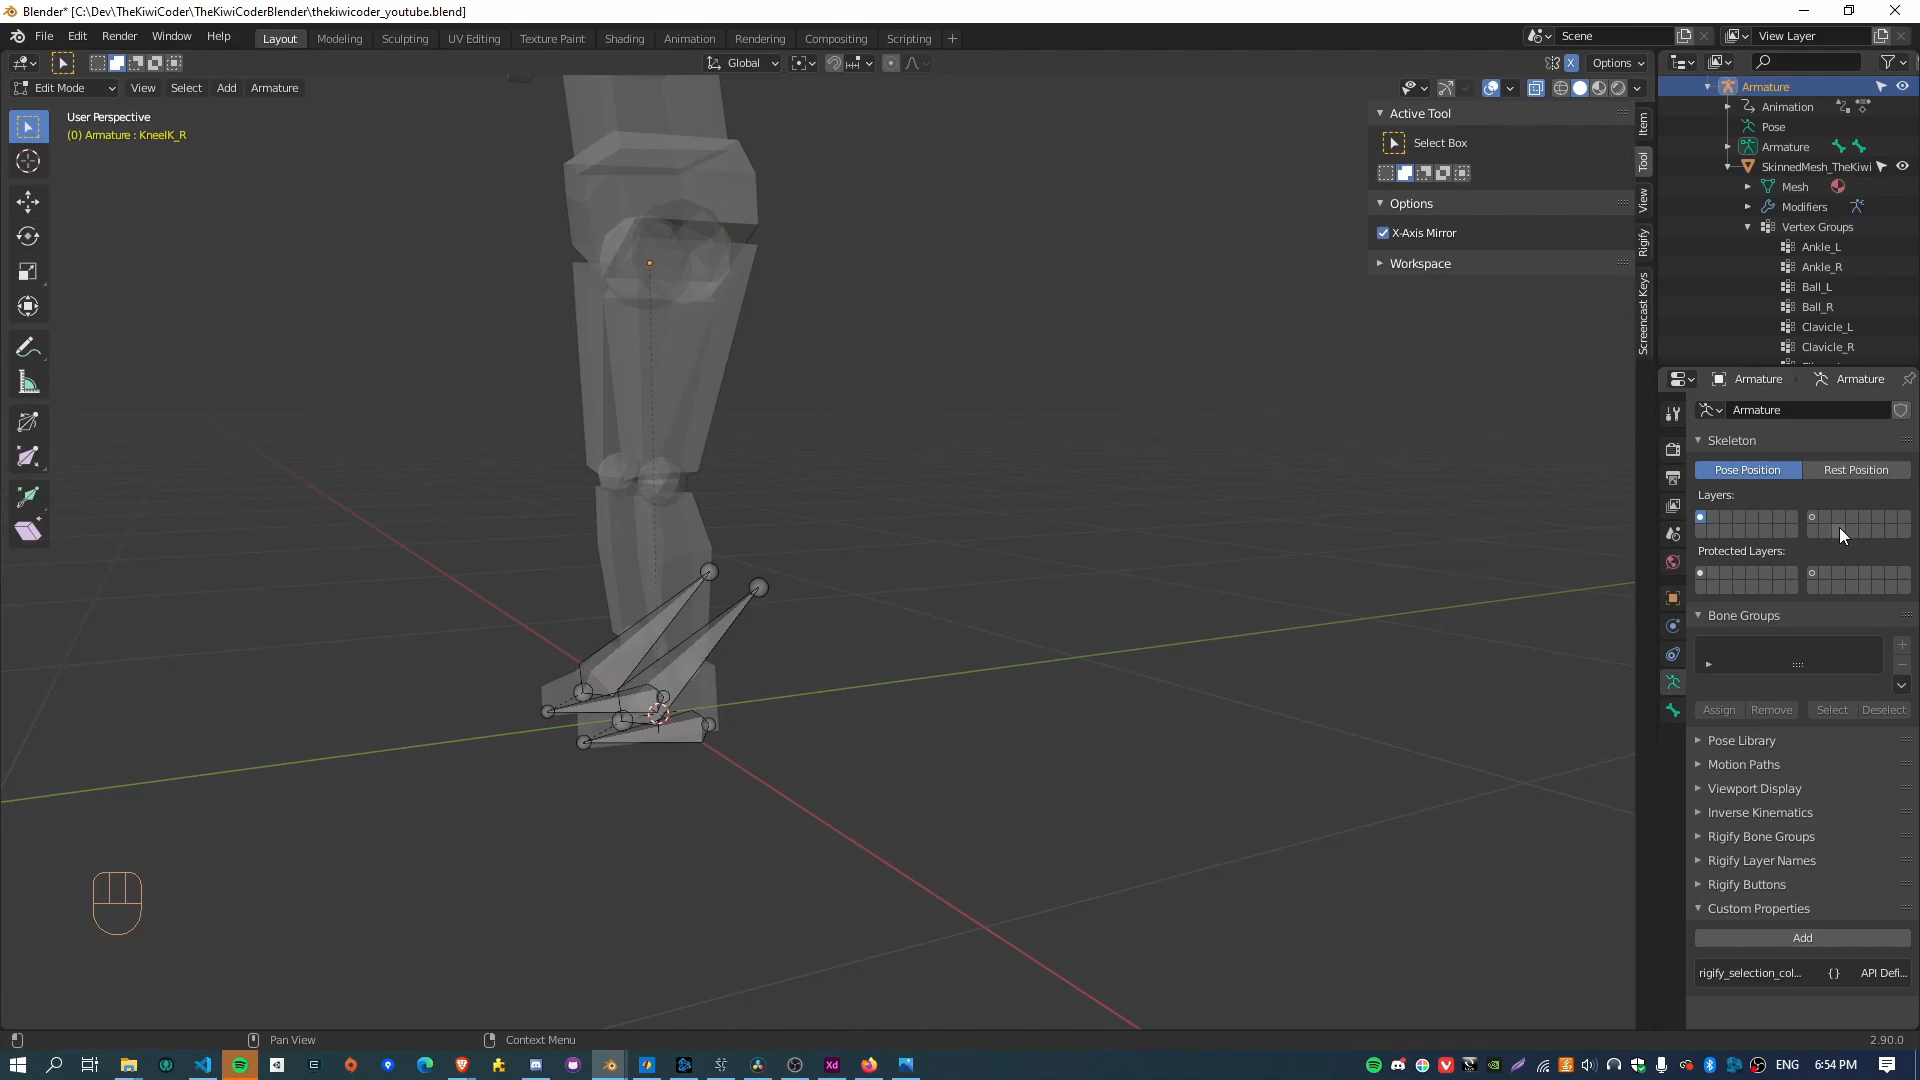 Blender* [C:\Dev\TheKiwiCoder\TheKiwiCoderBlender\thekiwicoder_youtube.blend]
File Edit Render Window Help
Layout Modeling Sculpting UV Editing Texture Paint Shading Animation Rendering Compositing Scripting +
Scene
View Layer
Global
X
Options
Edit Mode View Select Add Armature
User Perspective
(0) Armature : KneeIK_R
Active Tool
Select Box
Options
X-Axis Mirror
Workspace
Item
Tool
View
Rigify
Screencast Keys
Armature
Animation
Pose
Armature
SkinnedMesh_TheKiwi
Mesh
Modifiers
Vertex Groups
Ankle_L
Ankle_R
Ball_L
Ball_R
Clavicle_L
Clavicle_R
Armature Armature
Armature
Skeleton
Pose Position Rest Position
Layers:
Protected Layers:
Bone Groups
Assign Remove Select Deselect
Pose Library
Motion Paths
Viewport Display
Inverse Kinematics
Rigify Bone Groups
Rigify Layer Names
Rigify Buttons
Custom Properties
Add
rigify_selection_col... {} API Defi...
Pan View Context Menu 2.90.0
ENG 6:54 PM